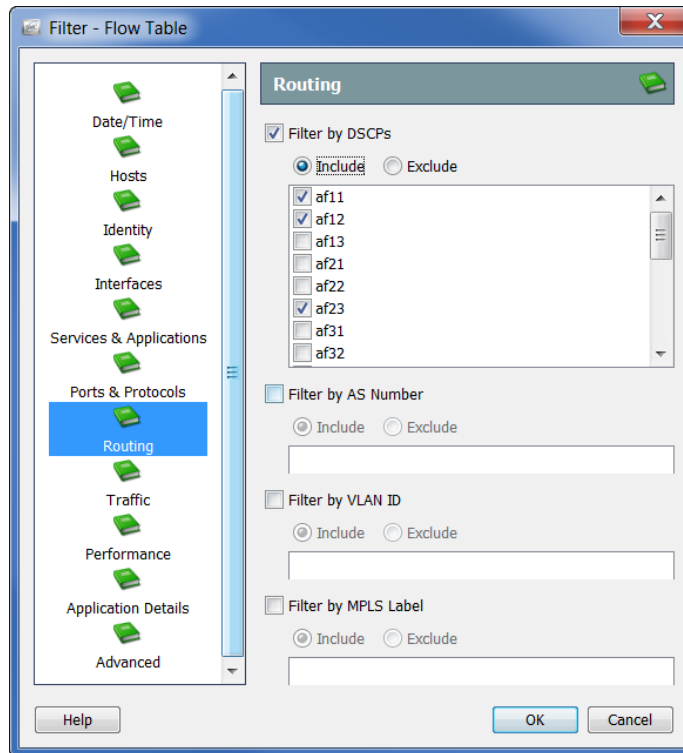 Filter - Flow Table
Date/Time
Hosts
Identity
Interfaces
Services & Applications
Ports & Protocols
Routing
Traffic
Performance
Application Details
Advanced
Routing
Filter by DSCPs
Include Exclude
af11
af12
af13
af21
af22
af23
af31
af32
Filter by AS Number
Include Exclude
Filter by VLAN ID
Include Exclude
Filter by MPLS Label
Include Exclude
Help OK Cancel